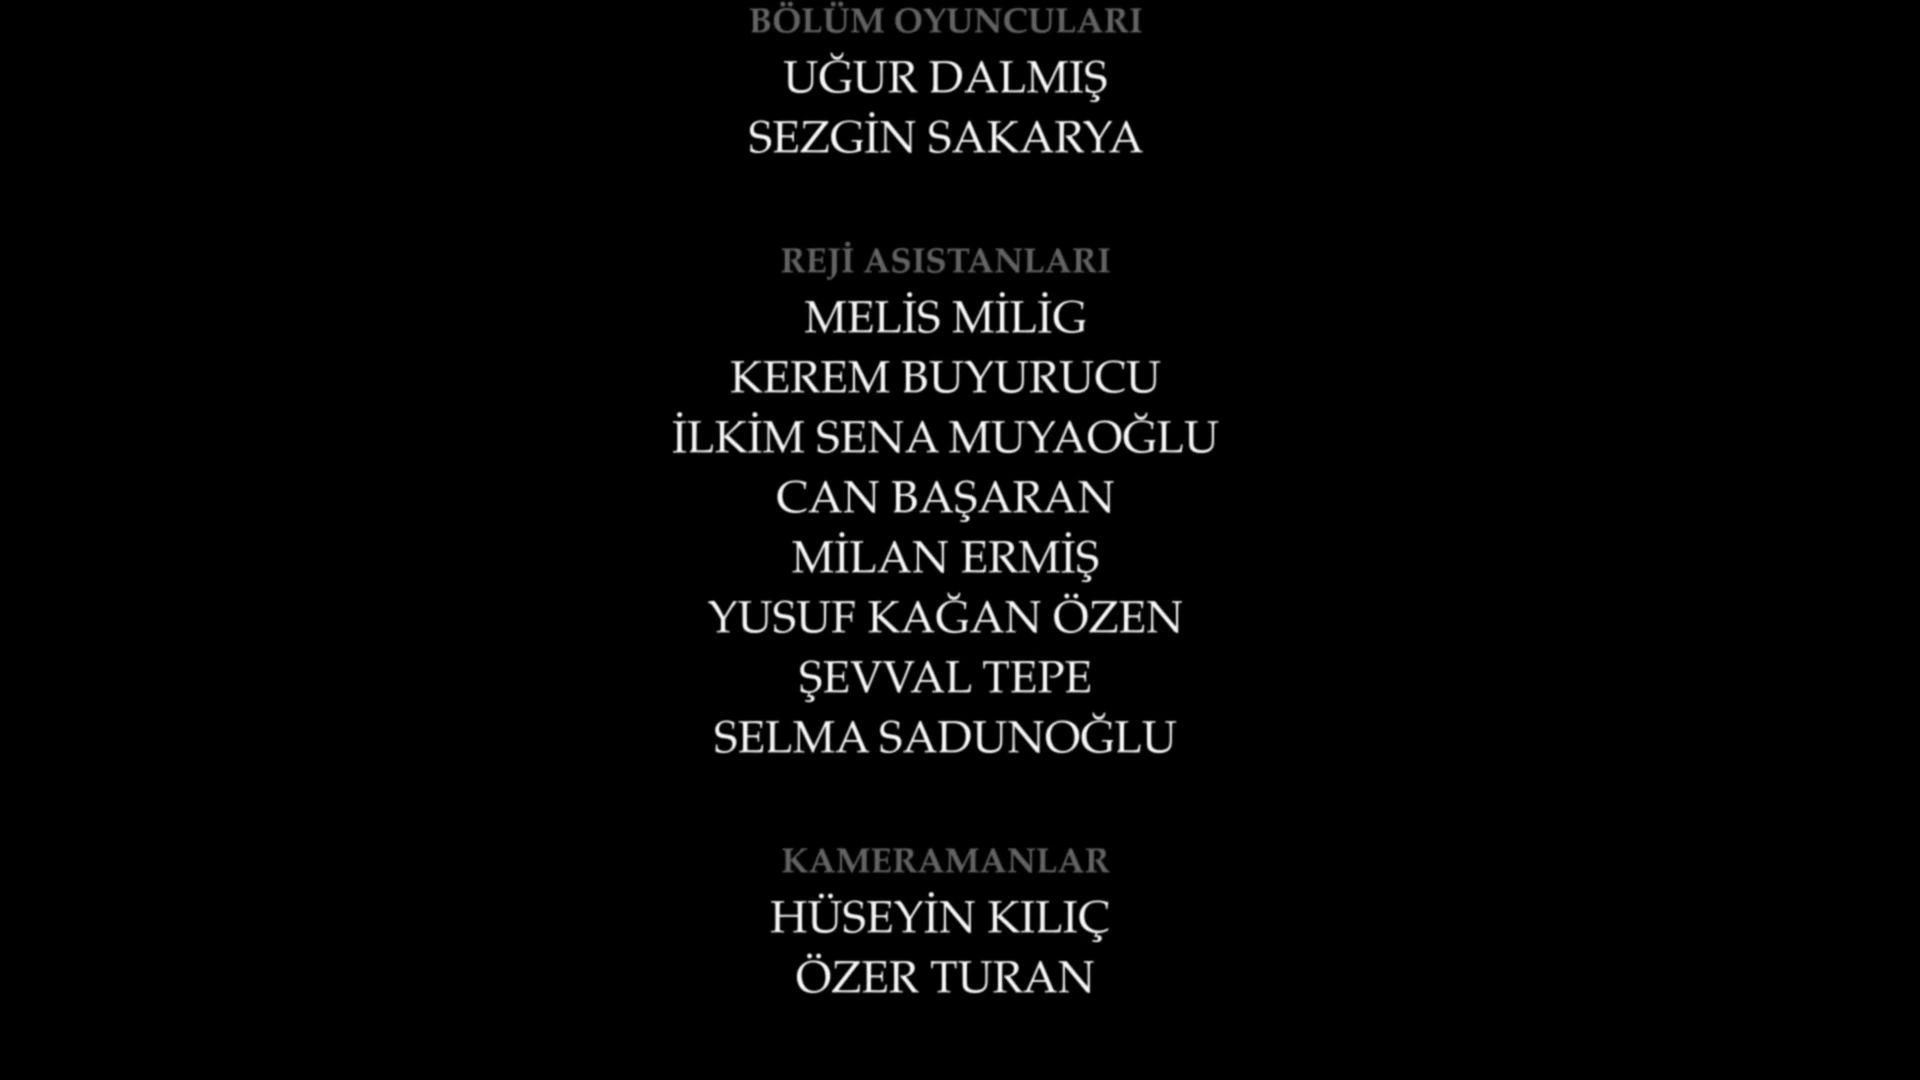 BÖLÜM OYUNCULARI
UĞUR DALMIŞ
SEZGİN SAKARYA
REJİ ASISTANLARI
MELİS MİLİG
KEREM BUYURUCU
İLKİM SENA MUYAOĞLU
CAN BAŞARAN
MİLAN ERMİŞ
YUSUF KAĞAN ÖZEN
ŞEVVAL TEPE
SELMA SADUNOĞLU
KAMERAMANLAR
HÜSEYİN KILIÇ
ÖZER TURAN